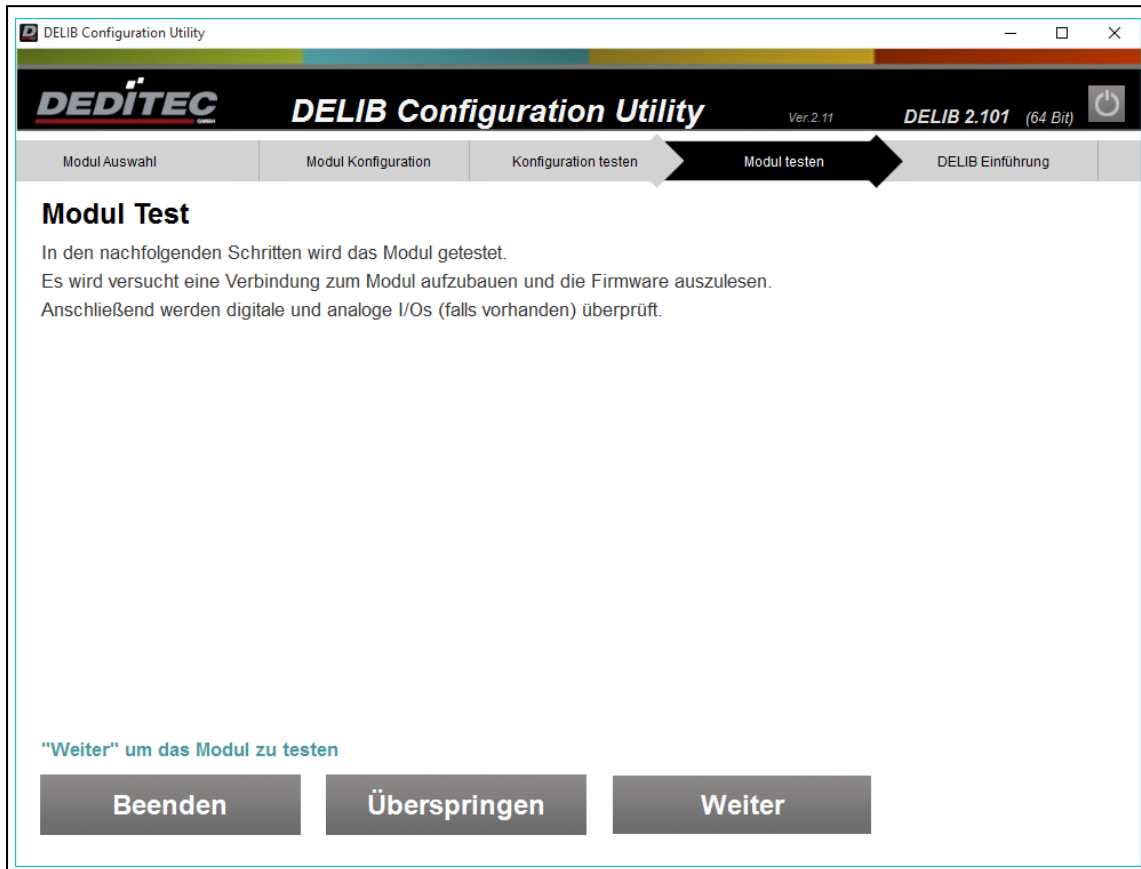 DELIB Configuration Utility
DEDITEC
GMBH
DELIB Configuration Utility
Ver.2.11
DELIB 2.101 (64 Bit)
Modul Auswahl
Modul Konfiguration
Konfiguration testen
Modul testen
DELIB Einführung
Modul Test
In den nachfolgenden Schritten wird das Modul getestet.
Es wird versucht eine Verbindung zum Modul aufzubauen und die Firmware auszulesen.
Anschließend werden digitale und analoge I/Os (falls vorhanden) überprüft.
"Weiter" um das Modul zu testen
Beenden
Überspringen
Weiter